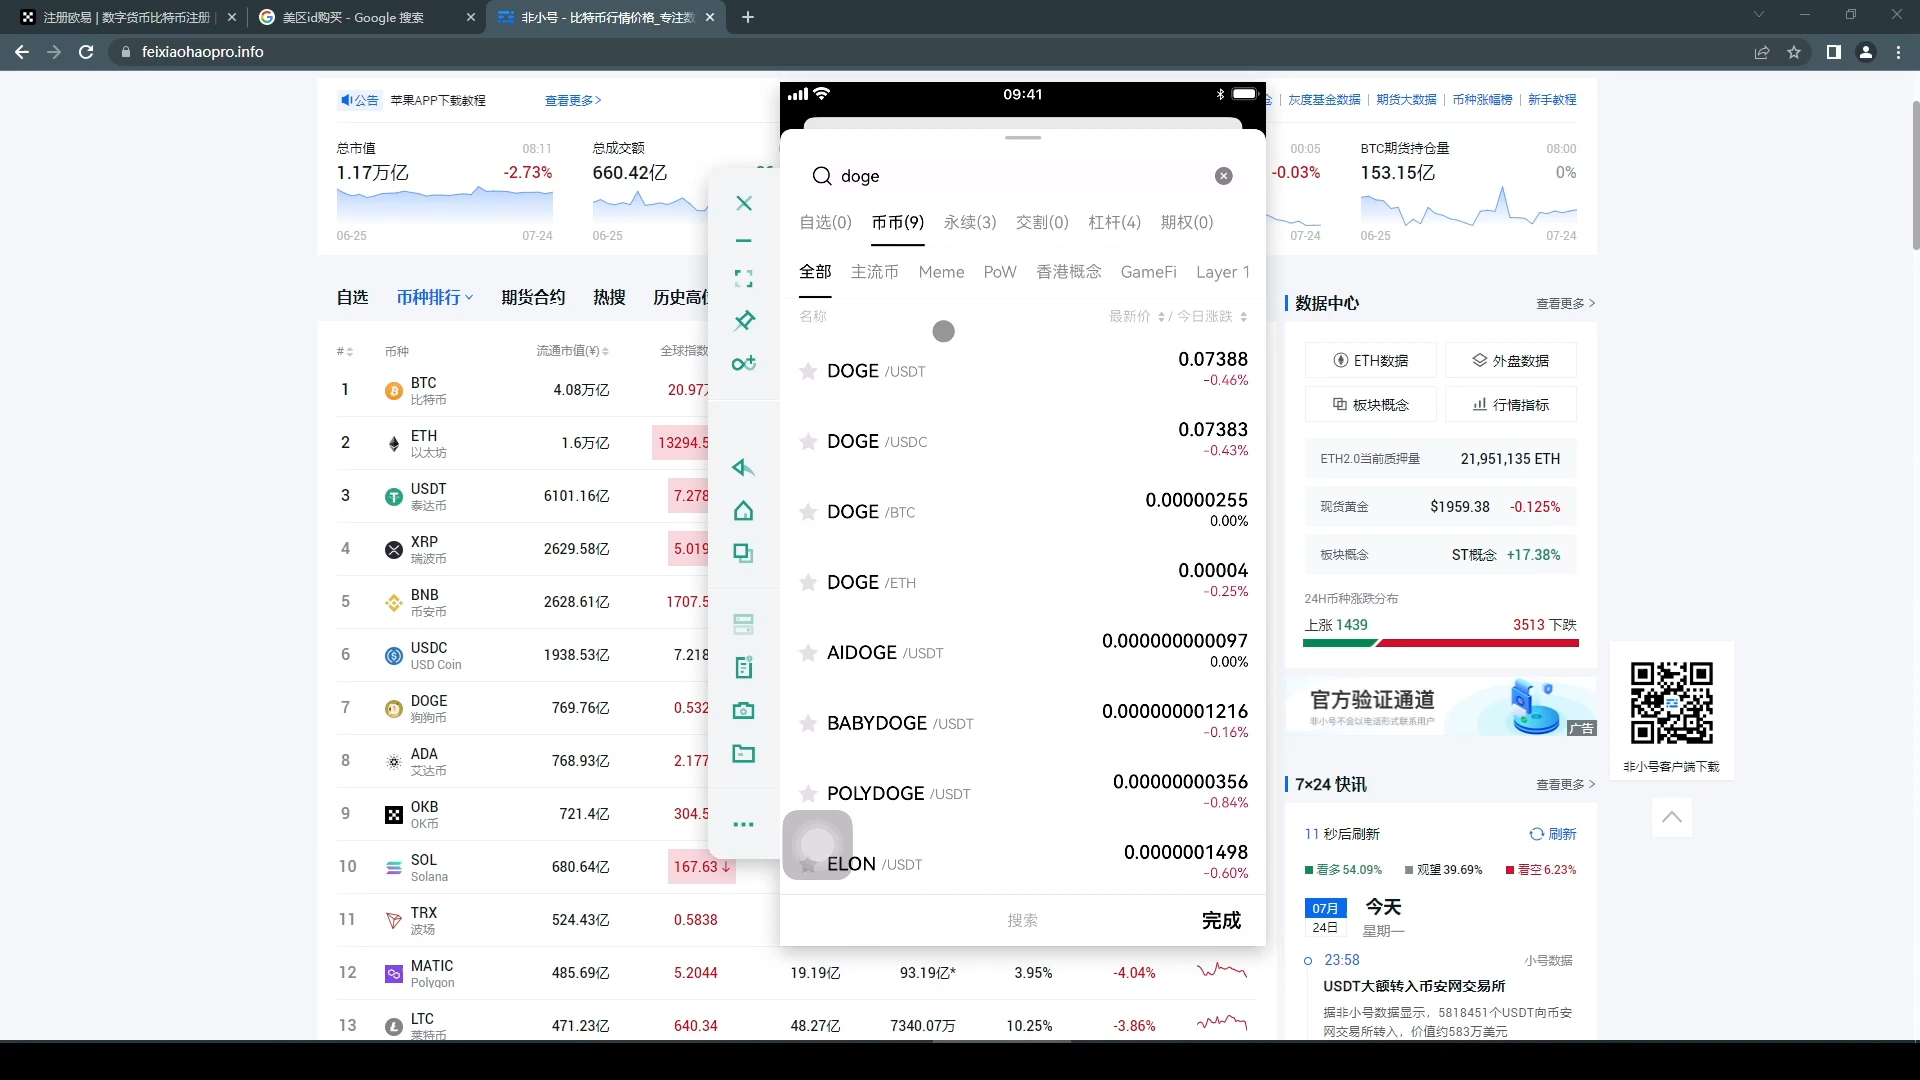 注册欧易 | 数字货币比特币注册
美区id购买 - Google 搜索
非小号 - 比特币行情价格_专注数
feixiaohaopro.info
公告 苹果APP下载教程 查看更多>
灰度基金数据 | 期货大数据 | 币种涨幅榜 | 新手教程
总市值 08:11
1.17万亿 -2.73%
06-25 07-24
总成交额
660.42亿
06-25
00:05
-0.03%
07-24
BTC期货持仓量 08:00
153.15亿 0%
06-25 07-24
自选 币种排行 期货合约 热搜 历史高
# 币种 流通市值(¥) 全球指数
1 BTC 4.08万亿 20.97
比特币
2 ETH 1.6万亿 13294.5
以太坊
3 USDT 6101.16亿 7.278
泰达币
4 XRP 2629.58亿 5.019
瑞波币
5 BNB 2628.61亿 1707.5
币安币
6 USDC 1938.53亿 7.218
USD Coin
7 DOGE 769.76亿 0.532
狗狗币
8 ADA 768.93亿 2.177
艾达币
9 OKB 721.4亿 304.5
OK币
10 SOL 680.64亿 167.63↓
Solana
11 TRX 524.43亿 0.5838
波场
12 MATIC 485.69亿 5.2044 19.19亿 93.19亿* 3.95% -4.04%
Polygon
13 LTC 471.23亿 640.34 48.27亿 7340.07万 10.25% -3.86%
莱特币
09:41
doge
自选(0) 币币(9) 永续(3) 交割(0) 杠杆(4) 期权(0)
全部 主流币 Meme PoW 香港概念 GameFi Layer 1
名称 最新价 / 今日涨跌
DOGE /USDT 0.07388
-0.46%
DOGE /USDC 0.07383
-0.43%
DOGE /BTC 0.00000255
0.00%
DOGE /ETH 0.00004
-0.25%
AIDOGE /USDT 0.000000000097
0.00%
BABYDOGE /USDT 0.000000001216
-0.16%
POLYDOGE /USDT 0.00000000356
-0.84%
ELON /USDT 0.0000001498
-0.60%
搜索 完成
数据中心 查看更多 >
ETH数据 外盘数据
板块概念 行情指标
ETH2.0当前质押量 21,951,135 ETH
现货黄金 $1959.38 -0.125%
板块概念 ST概念 +17.38%
24H币种涨跌分布
上涨 1439 3513 下跌
官方验证通道
非小号不会以电话形式联系用户
广告
7×24 快讯 查看更多 >
11 秒后刷新 刷新
看多 54.09% 观望 39.69% 看空 6.23%
07月 今天
24日 星期一
23:58 小号数据
USDT大额转入币安网交易所
据非小号数据显示，5818451个USDT向币安
网交易所转入，价值约583万美元
非小号客户端下载